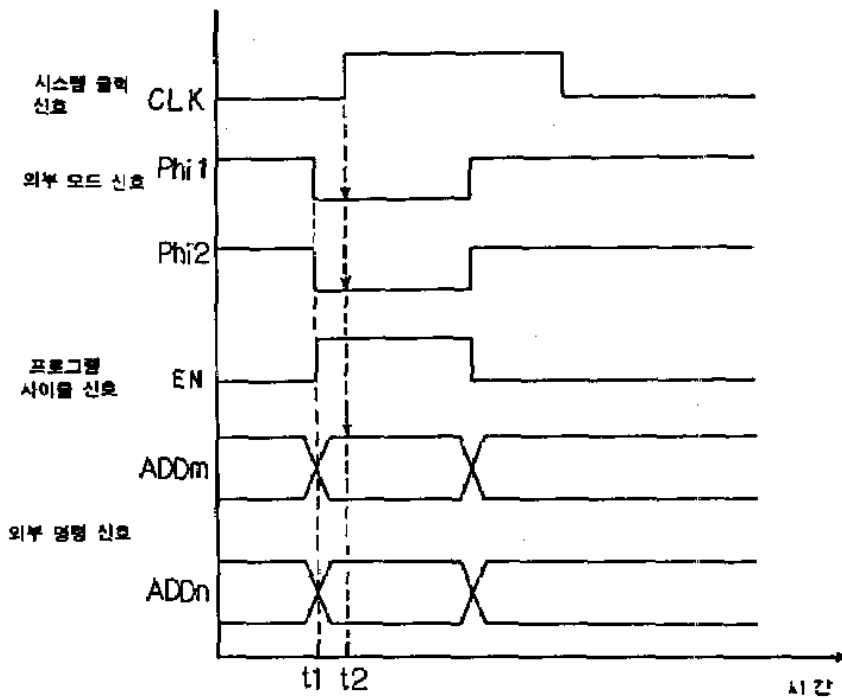 시스템 클럭
신호
CLK
외부 모드 신호
Phi1
Phi2
프로그램
사이클 신호
EN
ADDm
외부 명령 신호
ADDn
t1 t2
시간